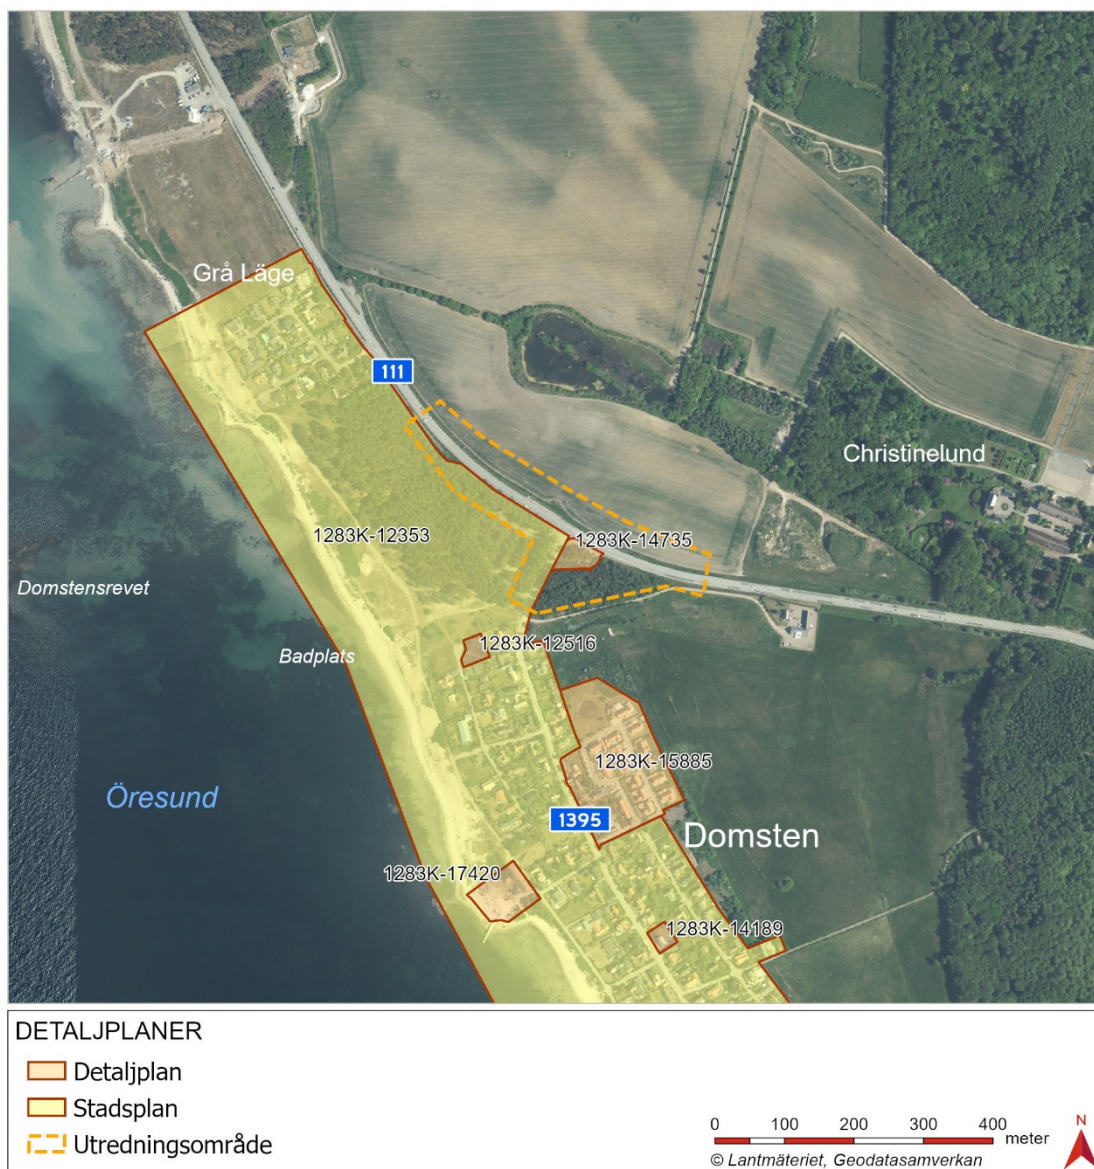 Grå Läge
111
Christinelund
1283K-12353
1283K-14735
Domstensrevet
1283K-12516
Badplats
1283K-15885
Öresund
1395
Domsten
1283K-17420
1283K-14189
DETALJPLANER
Detaljplan
Stadsplan
Utredningsområde
0 100 200 300 400
meter
N
© Lantmäteriet, Geodatasamverkan